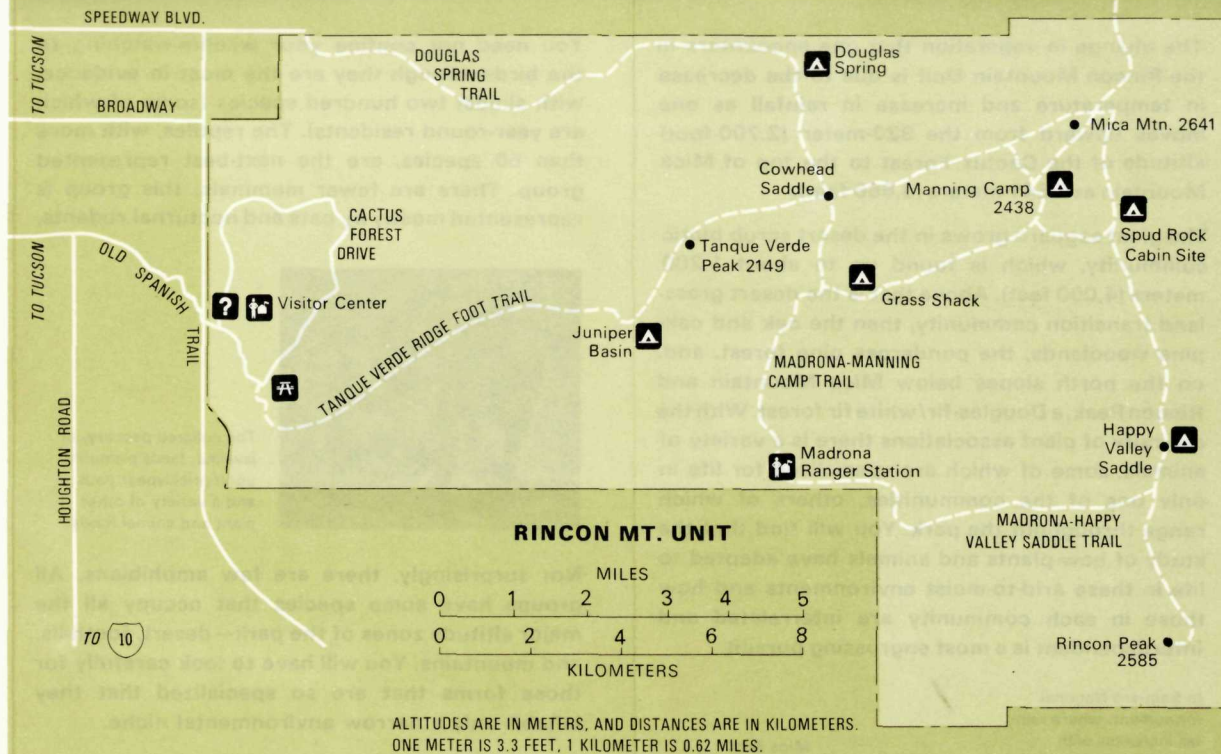 SPEEDWAY BLVD.
TO TUCSON
BROADWAY
DOUGLAS
SPRING
TRAIL
Douglas
Spring
Mica Mtn. 2641
Cowhead
Saddle
Manning Camp
2438
Spud Rock
Cabin Site
CACTUS
FOREST
DRIVE
Tanque Verde
Peak 2149
Grass Shack
TO TUCSON
OLD SPANISH TRAIL
?
Visitor Center
TANQUE VERDE RIDGE FOOT TRAIL
Juniper
Basin
MADRONA-MANNING
CAMP TRAIL
HOUGHTON ROAD
Happy
Valley
Saddle
Madrona
Ranger Station
MADRONA-HAPPY
VALLEY SADDLE TRAIL
RINCON MT. UNIT
MILES
0 1 2 3 4 5
0 2 4 6 8
KILOMETERS
TO 10
Rincon Peak
2585
ALTITUDES ARE IN METERS, AND DISTANCES ARE IN KILOMETERS.
ONE METER IS 3.3 FEET, 1 KILOMETER IS 0.62 MILES.